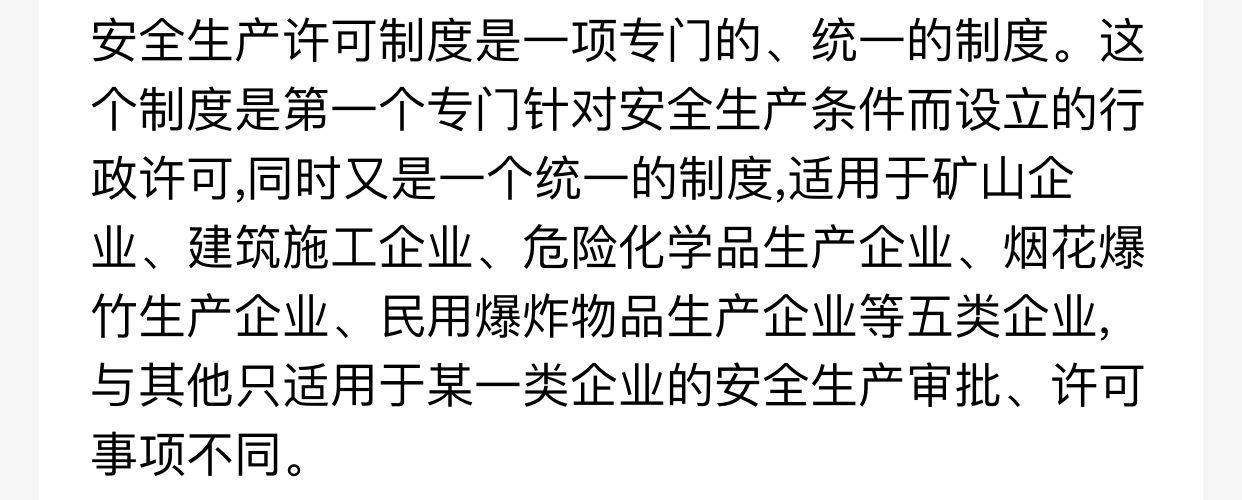 安全生产许可制度是一项专门的、统一的制度。这
个制度是第一个专门针对安全生产条件而设立的行
政许可,同时又是一个统一的制度,适用于矿山企
业、建筑施工企业、危险化学品生产企业、烟花爆
竹生产企业、民用爆炸物品生产企业等五类企业,
与其他只适用于某一类企业的安全生产审批、许可
事项不同。